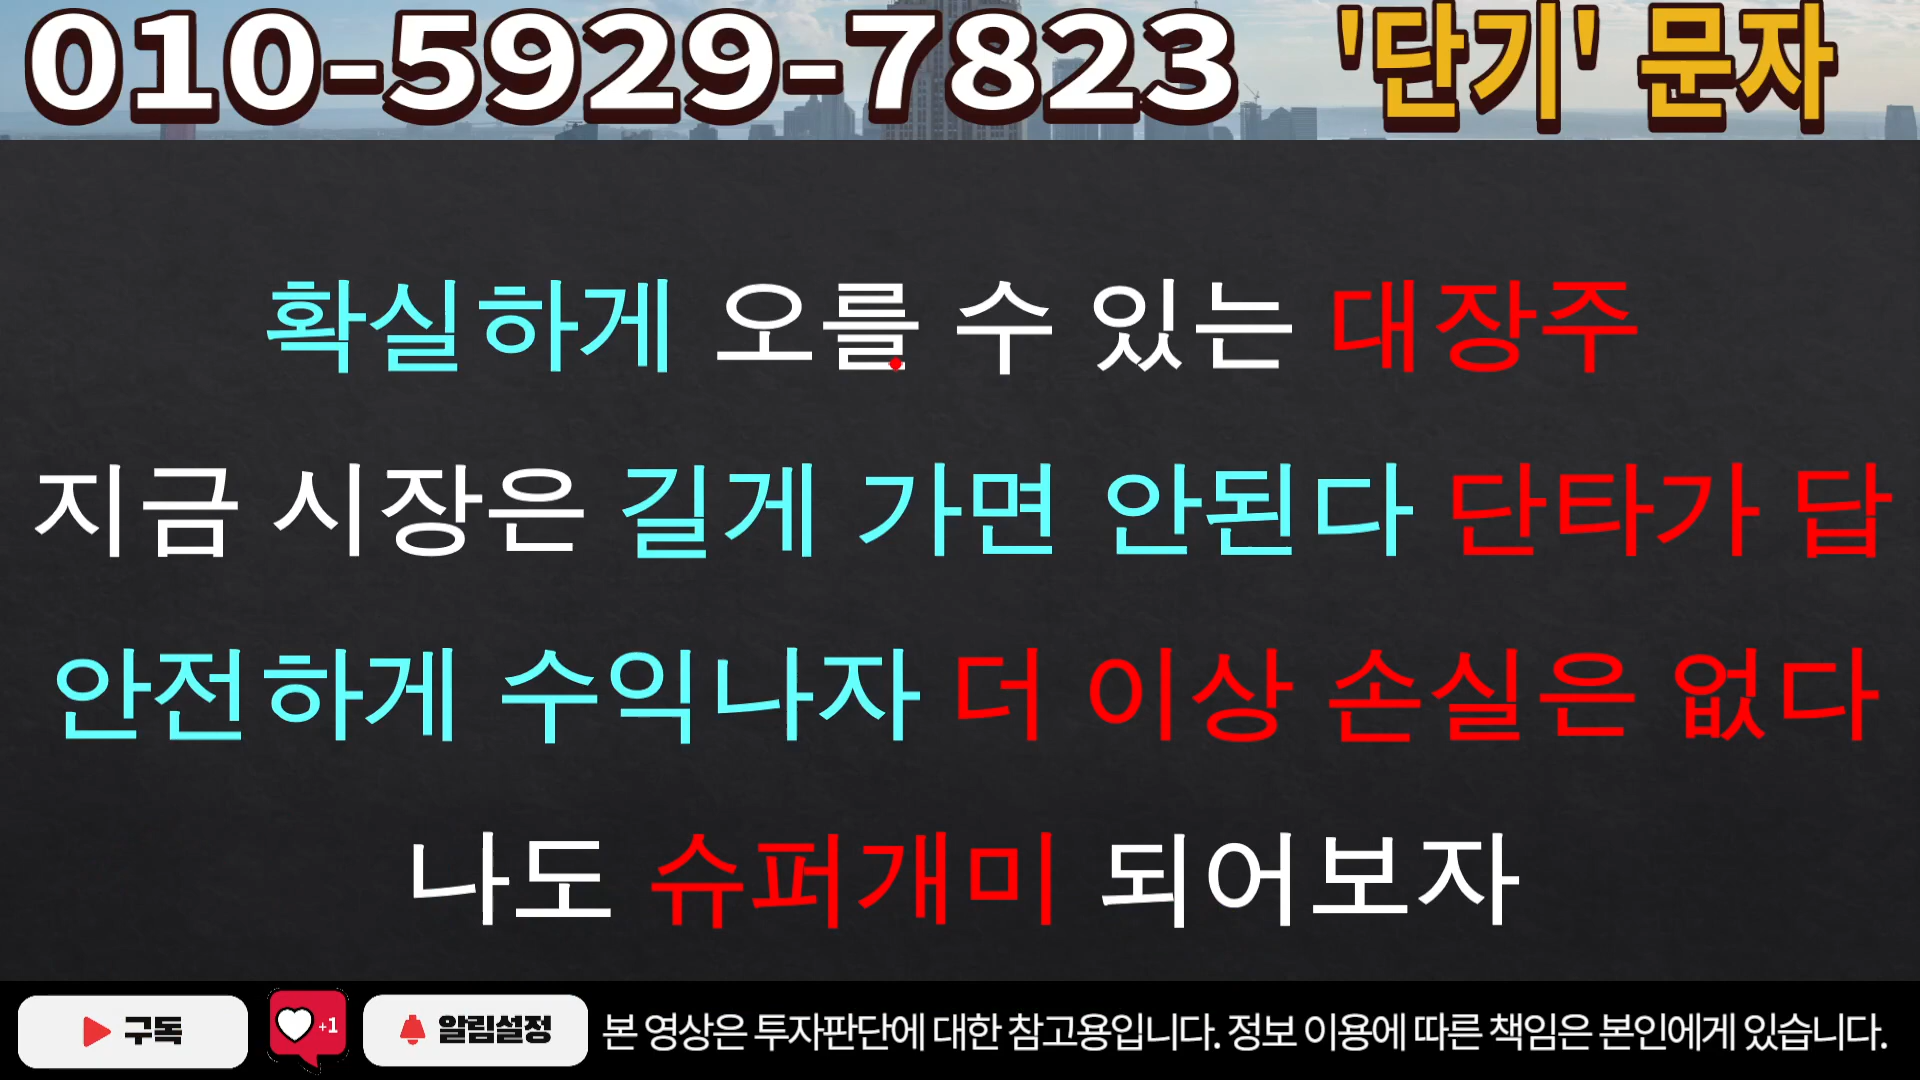 010-5929-7823 '단기' 문자
확실하게 오를 수 있는 대장주
지금 시장은 길게 가면 안된다 단타가 답
안전하게 수익나자 더 이상 손실은 없다
나도 슈퍼개미 되어보자
구독 +1 알림설정 본 영상은 투자판단에 대한 참고용입니다. 정보 이용에 따른 책임은 본인에게 있습니다.